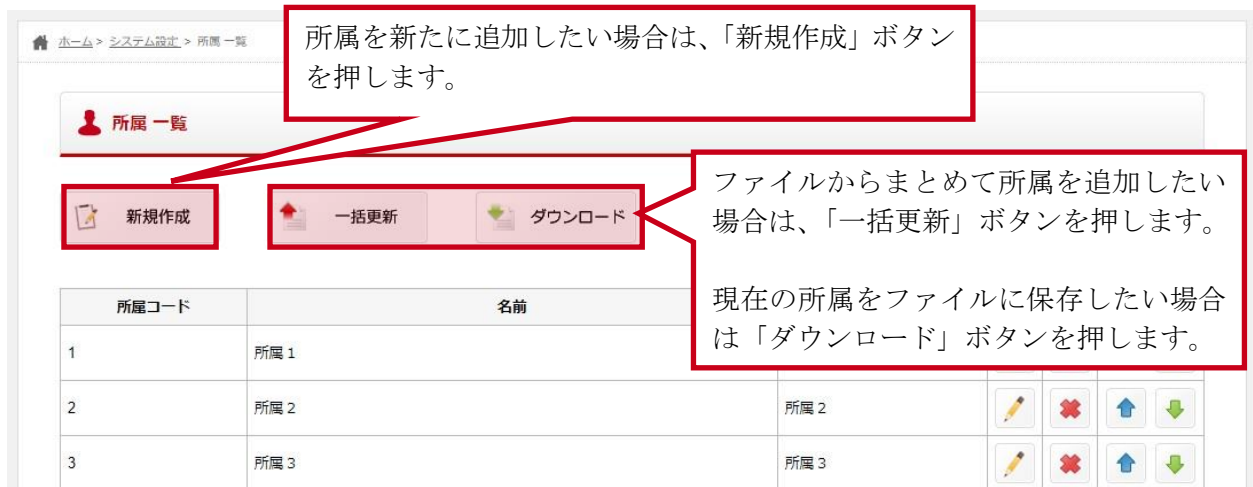 ホーム > システム設定 > 所属 一覧
所属を新たに追加したい場合は、「新規作成」ボタン
を押します。
所属 一覧
新規作成
一括更新
ダウンロード
ファイルからまとめて所属を追加したい
場合は、「一括更新」ボタンを押します。
現在の所属をファイルに保存したい場合
は「ダウンロード」ボタンを押します。
所属コード 名前
1 所属1
2 所属2 所属2
3 所属3 所属3